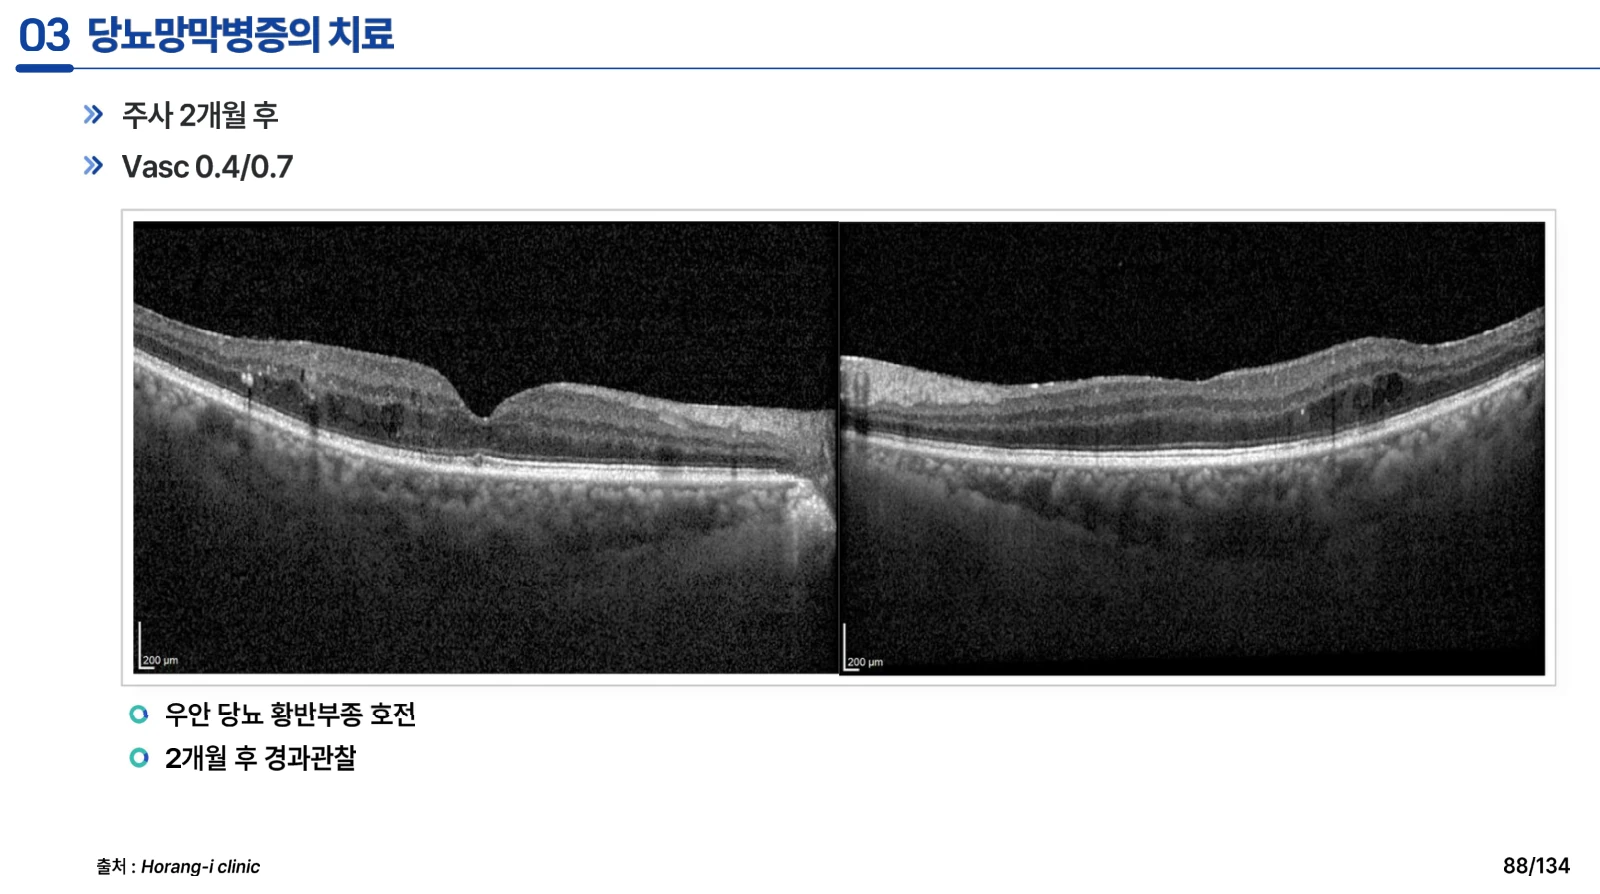 03 당뇨망막병증의 치료
주사 2개월 후
Vasc 0.4/0.7
200 µm
200 µm
우안 당뇨 황반부종 호전
2개월 후 경과관찰
출처 : Horang-i clinic
88/134